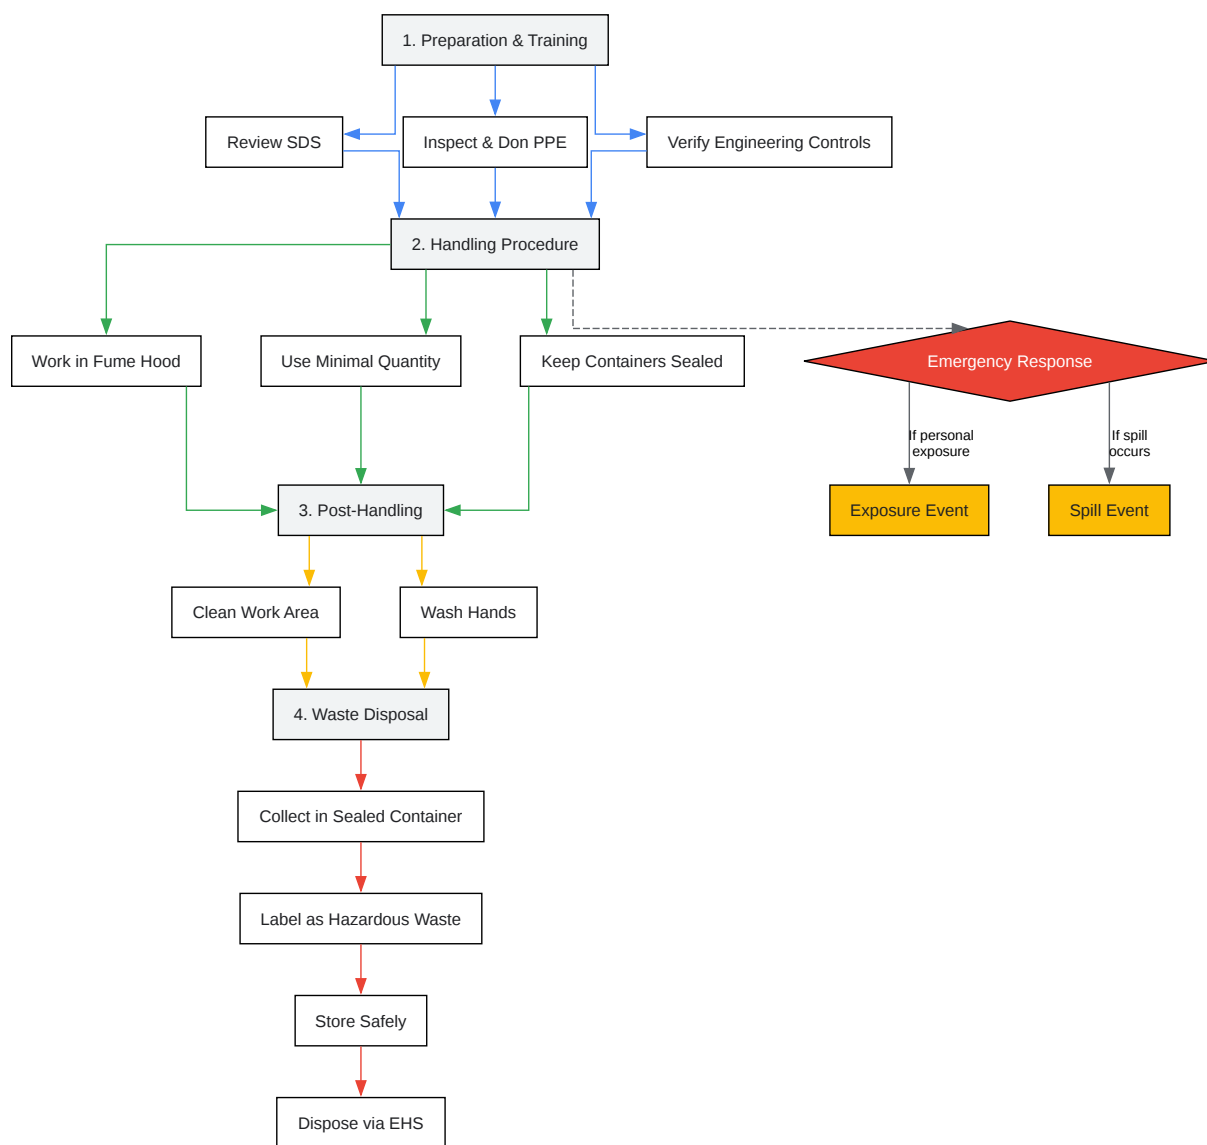 1. Preparation & Training
Review SDS
Inspect & Don PPE
Verify Engineering Controls
2. Handling Procedure
Work in Fume Hood
Use Minimal Quantity
Keep Containers Sealed
Emergency Response
If personal
exposure
If spill
occurs
3. Post-Handling
Exposure Event
Spill Event
Clean Work Area
Wash Hands
4. Waste Disposal
Collect in Sealed Container
Label as Hazardous Waste
Store Safely
Dispose via EHS